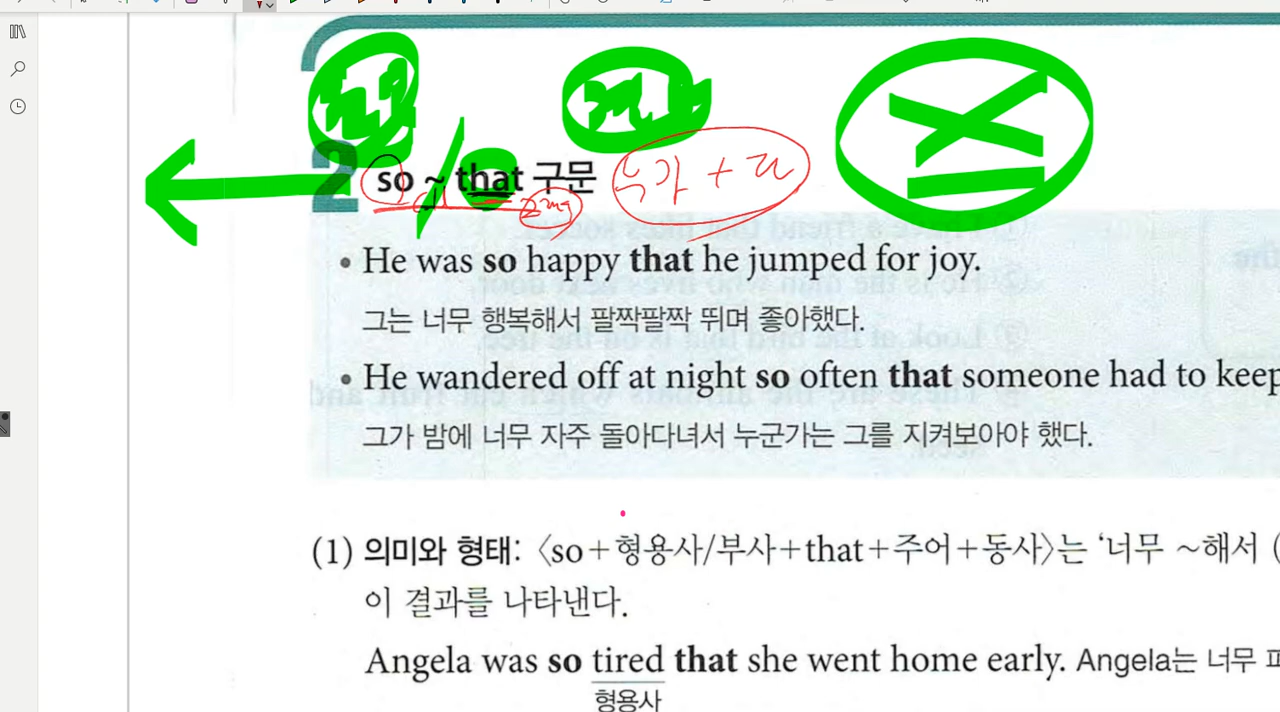 2 so ~ that 구문
• He was so happy that he jumped for joy.
그는 너무 행복해서 팔짝팔짝 뛰며 좋아했다.
• He wandered off at night so often that someone had to keep
그가 밤에 너무 자주 돌아다녀서 누군가는 그를 지켜보아야 했다.
(1) 의미와 형태: 〈so+형용사/부사+that+주어+동사〉는 ‘너무 ~해서 (
이 결과를 나타낸다.
Angela was so tired that she went home early. Angela는 너무
형용사